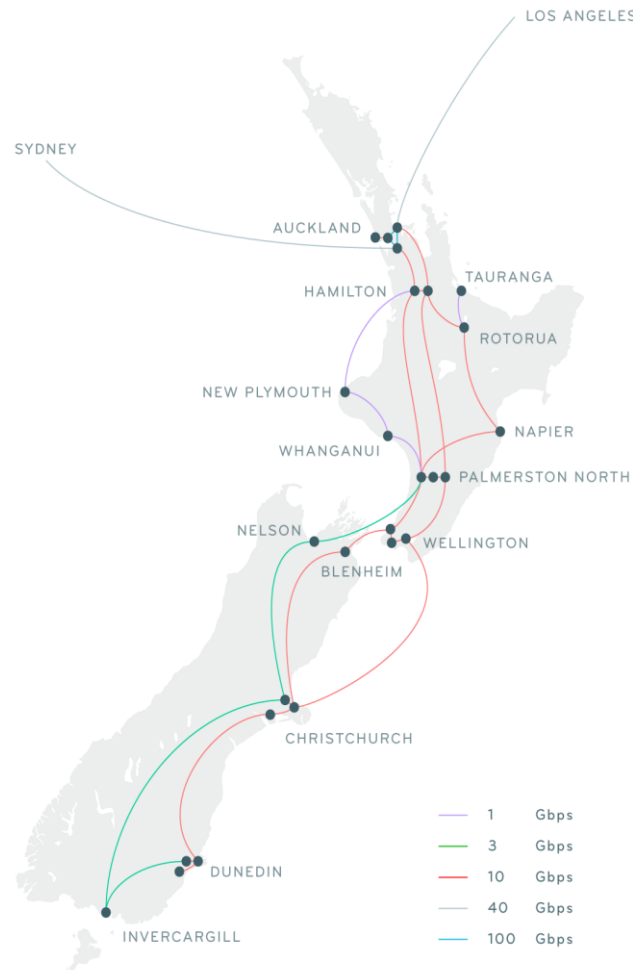 LOS ANGELES
SYDNEY
AUCKLAND
HAMILTON
TAURANGA
ROTORUA
NEW PLYMOUTH
NAPIER
WHANGANUI
PALMERSTON NORTH
NELSON
WELLINGTON
BLENHEIM
CHRISTCHURCH
1 Gbps
3 Gbps
DUNEDIN
10 Gbps
40 Gbps
INVERCARGILL
100 Gbps